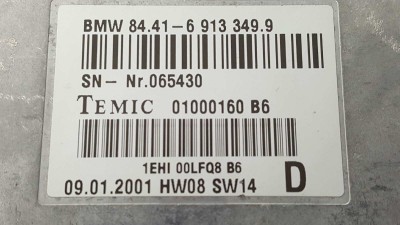 BMW 84.41-6 913 349.9
SN- Nr.065430
TEMIC 01000160 B6
1EHI 00LFQ8 B6
09.01.2001 HW08 SW14 D